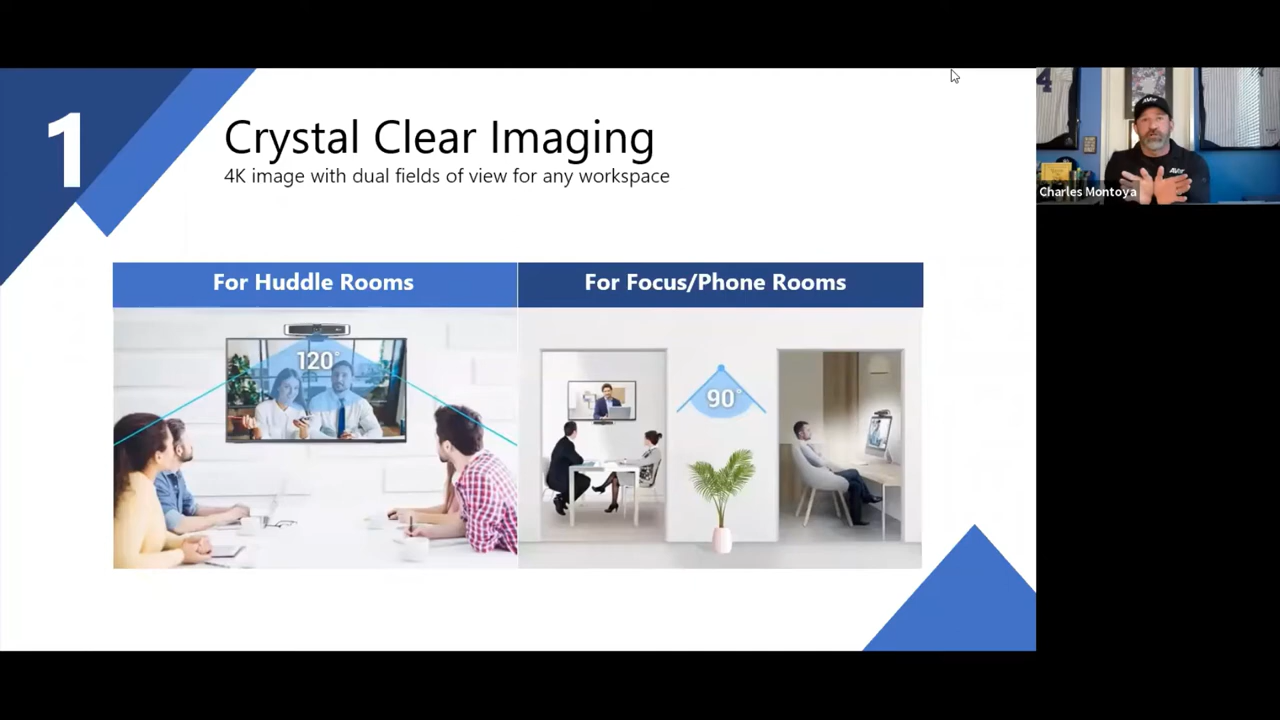 1
Crystal Clear Imaging
4K image with dual fields of view for any workspace
For Huddle Rooms
For Focus/Phone Rooms
120°
90°
Charles Montoya